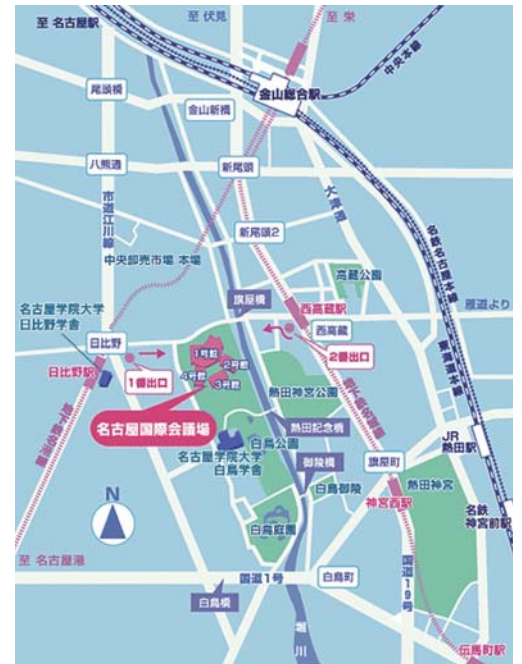 至 名古屋駅
至 伏見
至 栄
中央本線
尾頭橋
金山総合駅
金山新橋
八熊通
新尾頭
大津通
市道江川線
新尾頭2
名鉄名古屋本線
中央卸売市場 本場
高蔵公園
旗屋橋
西高蔵駅
雁道より
名古屋学院大学
日比野学舎
日比野
西高蔵
東海道本線
1号館
2号館
4号館
3号館
日比野駅
1番出口
2番出口
熱田神宮公園
名古屋国際会議場
熱田記念橋
白鳥公園
名古屋学院大学
白鳥学舎
御陵橋
旗屋町
JR
熱田駅
白鳥御陵
熱田神宮
神宮西駅
名鉄
神宮前駅
N
白鳥庭園
至 名古屋港
国道1号
白鳥町
国道19号
白鳥橋
堀川
伝馬町駅